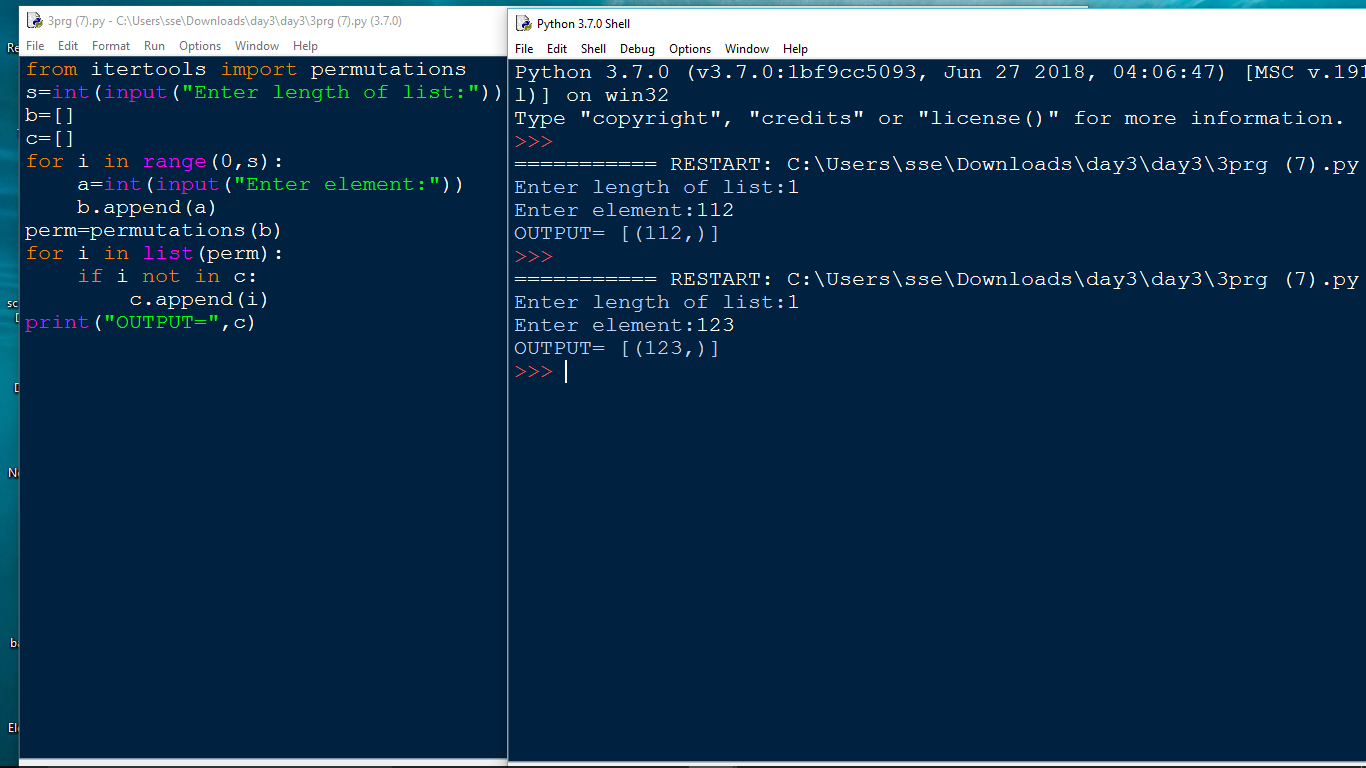 3prg (7).py - C:\Users\sse\Downloads\day3\day3\3prg (7).py (3.7.0)
File Edit Format Run Options Window Help
from itertools import permutations
s=int(input("Enter length of list:"))
b=[]
c=[]
for i in range(0,s):
    a=int(input("Enter element:"))
    b.append(a)
perm=permutations(b)
for i in list(perm):
    if i not in c:
        c.append(i)
print("OUTPUT=",c)
Python 3.7.0 Shell
File Edit Shell Debug Options Window Help
Python 3.7.0 (v3.7.0:1bf9cc5093, Jun 27 2018, 04:06:47) [MSC v.191
l)] on win32
Type "copyright", "credits" or "license()" for more information.
>>>
=========== RESTART: C:\Users\sse\Downloads\day3\day3\3prg (7).py
Enter length of list:1
Enter element:112
OUTPUT= [(112,)]
>>>
=========== RESTART: C:\Users\sse\Downloads\day3\day3\3prg (7).py
Enter length of list:1
Enter element:123
OUTPUT= [(123,)]
>>>